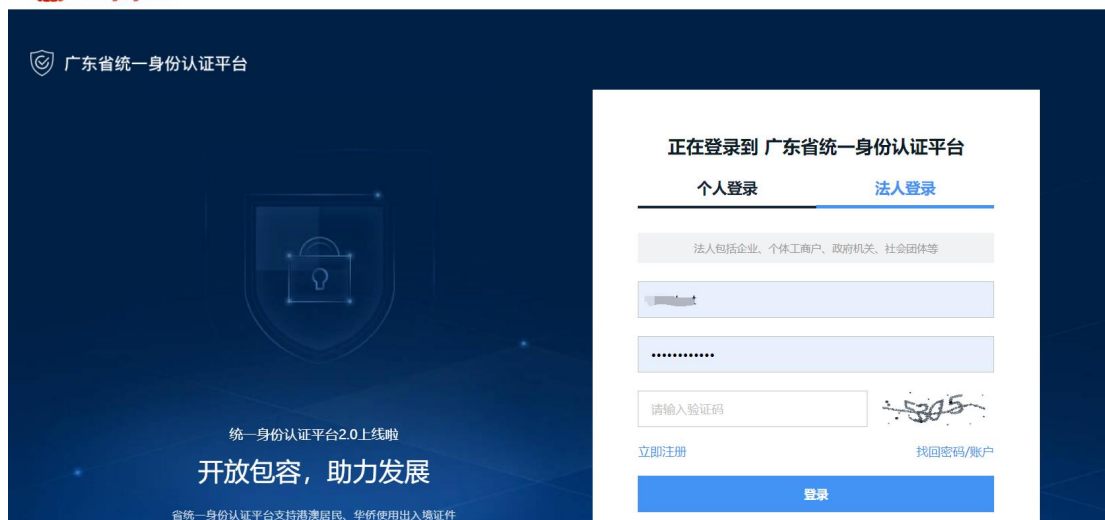 广东省统一身份认证平台
正在登录到 广东省统一身份认证平台
个人登录 法人登录
法人包括企业、个体工商户、政府机关、社会团体等
••••••••••••
请输入验证码
立即注册 找回密码/账户
登录
统一身份认证平台2.0上线啦
开放包容，助力发展
省统一身份认证平台支持港澳居民、华侨使用出入境证件